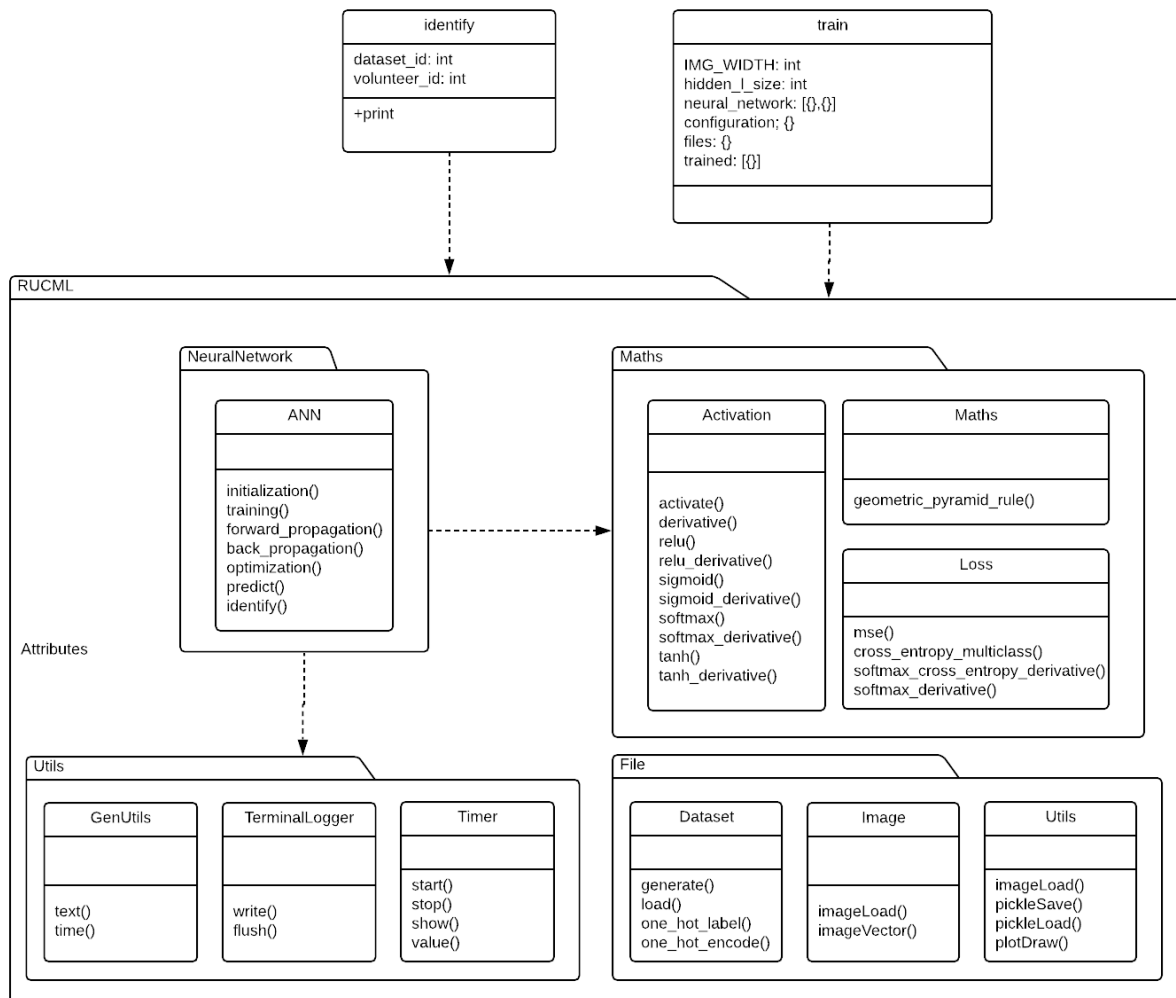 identify
dataset_id: int
volunteer_id: int
+print
train
IMG_WIDTH: int
hidden_l_size: int
neural_network: [{},{}]
configuration; {}
files: {}
trained: [{}]
RUCML
NeuralNetwork
ANN
initialization()
training()
forward_propagation()
back_propagation()
optimization()
predict()
identify()
Attributes
Maths
Activation
activate()
derivative()
relu()
relu_derivative()
sigmoid()
sigmoid_derivative()
softmax()
softmax_derivative()
tanh()
tanh_derivative()
Maths
geometric_pyramid_rule()
Loss
mse()
cross_entropy_multiclass()
softmax_cross_entropy_derivative()
softmax_derivative()
Utils
GenUtils
text()
time()
TerminalLogger
write()
flush()
Timer
start()
stop()
show()
value()
File
Dataset
generate()
load()
one_hot_label()
one_hot_encode()
Image
imageLoad()
imageVector()
Utils
imageLoad()
pickleSave()
pickleLoad()
plotDraw()